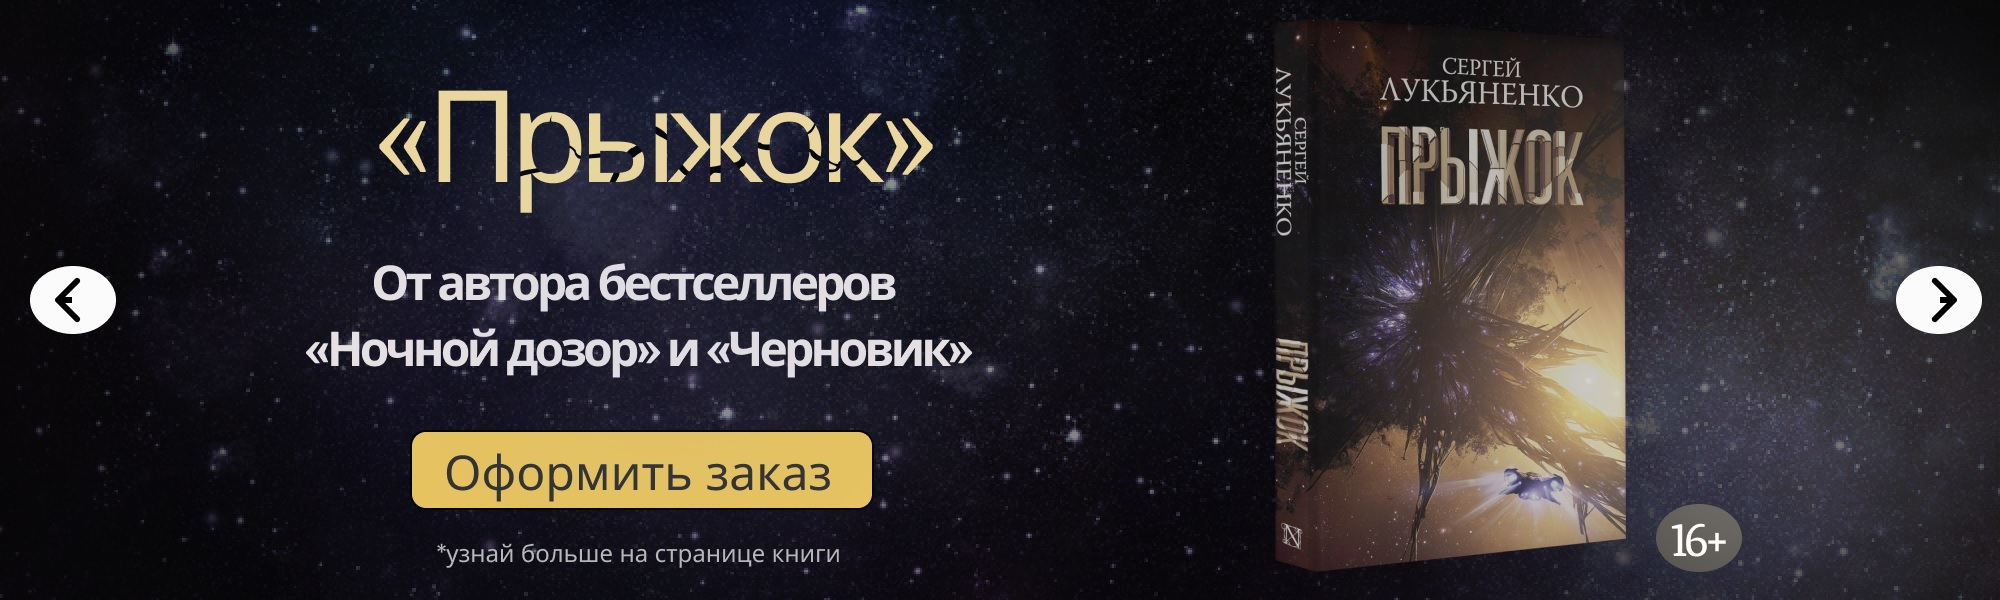 «Прыжок»
От автора бестселлеров
«Ночной дозор» и «Черновик»
Оформить заказ
*узнай больше на странице книги
СЕРГЕЙ
ЛУКЬЯНЕНКО
ПРЫЖОК
СЕРГЕЙ
ЛУКЬЯНЕНКО
ПРЫЖОК
N
16+